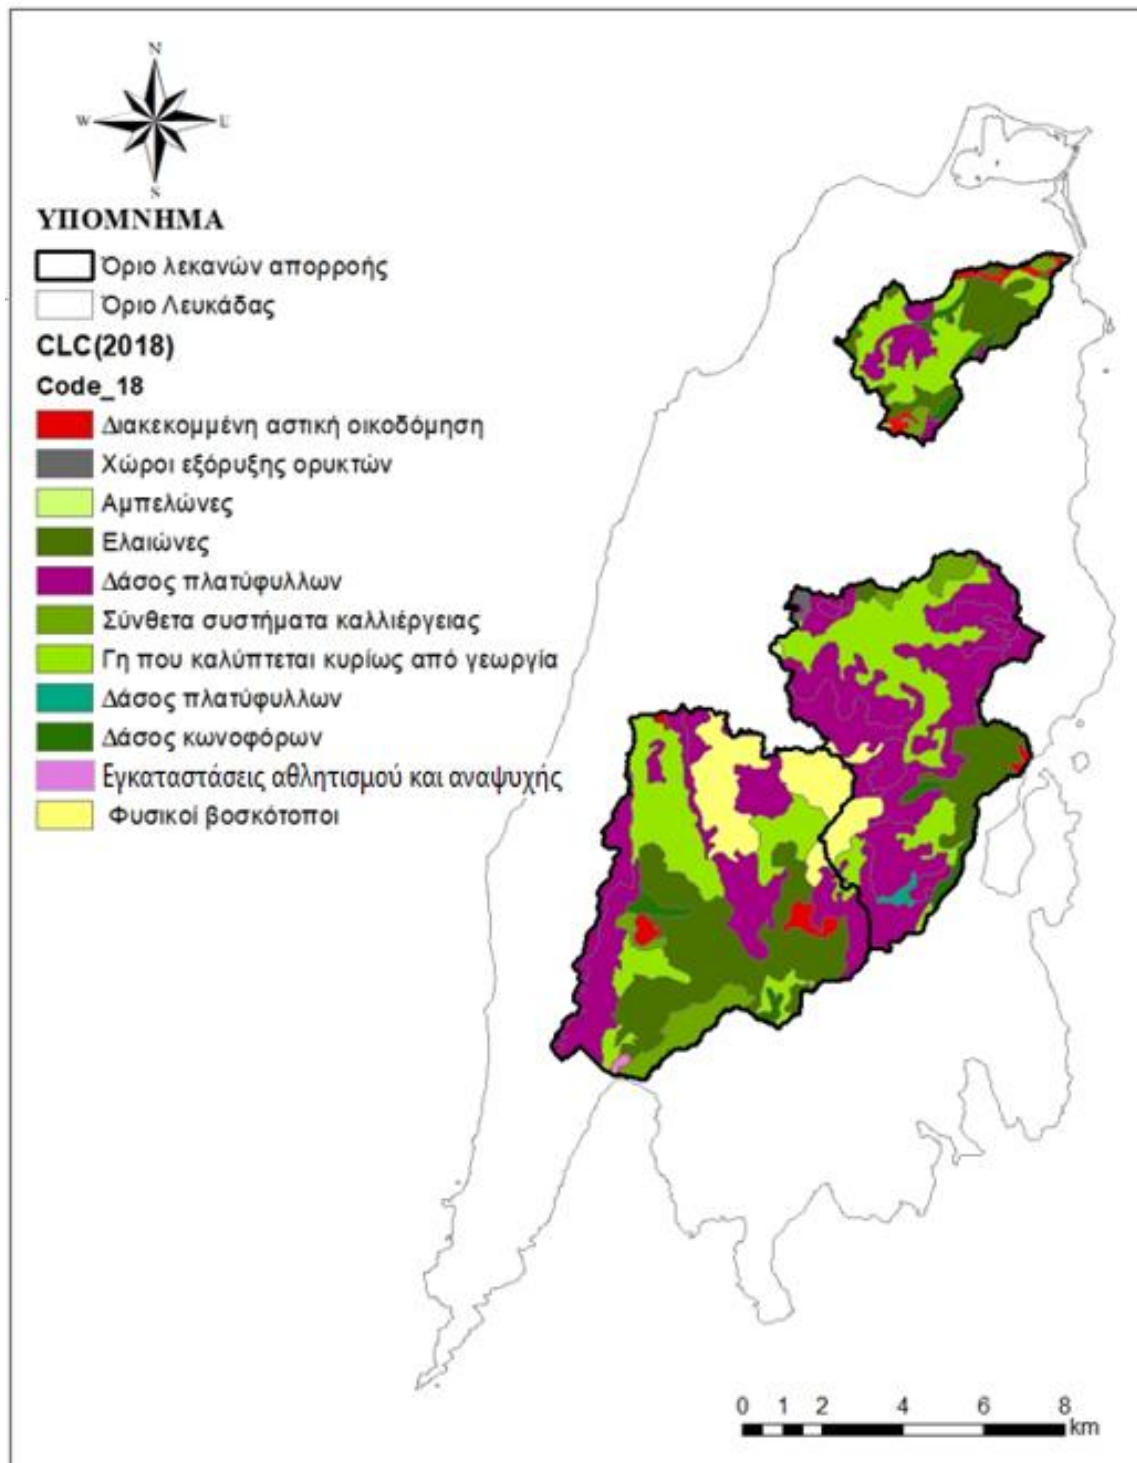 N
W E
S
ΥΠΟΜΝΗΜΑ
Όριο λεκανών απορροής
Όριο Λευκάδας
CLC(2018)
Code_18
Διακεκομμένη αστική οικοδόμηση
Χώροι εξόρυξης ορυκτών
Αμπελώνες
Ελαιώνες
Δάσος πλατύφυλλων
Σύνθετα συστήματα καλλιέργειας
Γη που καλύπτεται κυρίως από γεωργία
Δάσος πλατύφυλλων
Δάσος κωνοφόρων
Εγκαταστάσεις αθλητισμού και αναψυχής
Φυσικοί βοσκότοποι
0 1 2 4 6 8
km